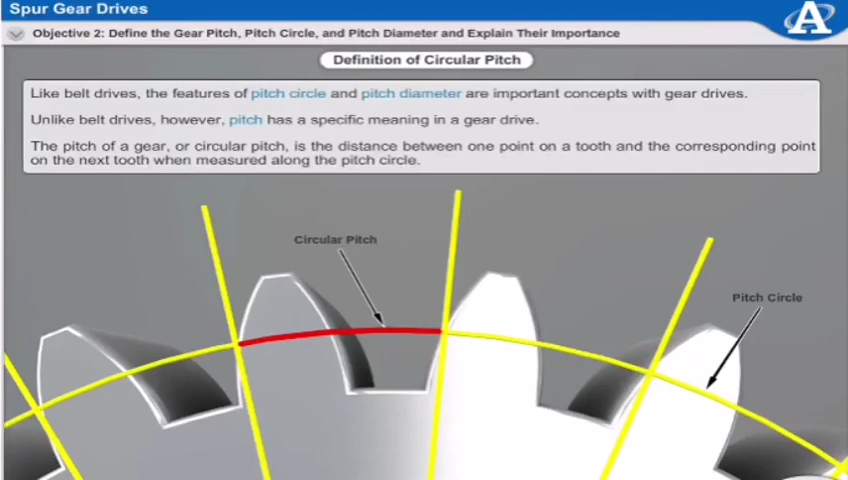 Spur Gear Drives
Objective 2: Define the Gear Pitch, Pitch Circle, and Pitch Diameter and Explain Their Importance
A
Definition of Circular Pitch
Like belt drives, the features of pitch circle and pitch diameter are important concepts with gear drives.
Unlike belt drives, however, pitch has a specific meaning in a gear drive.
The pitch of a gear, or circular pitch, is the distance between one point on a tooth and the corresponding point
on the next tooth when measured along the pitch circle.
Circular Pitch
Pitch Circle